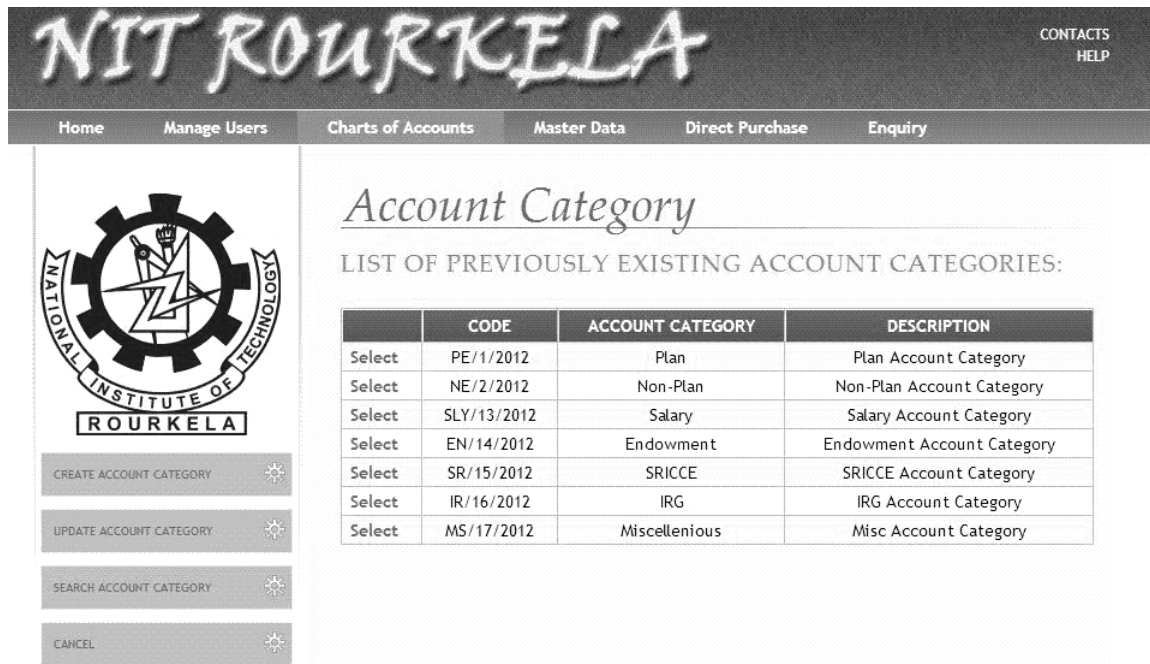 NIT ROURKELA
CONTACTS
HELP
Home Manage Users Charts of Accounts Master Data Direct Purchase Enquiry
NATIONAL INSTITUTE OF TECHNOLOGY
ROURKELA
CREATE ACCOUNT CATEGORY
UPDATE ACCOUNT CATEGORY
SEARCH ACCOUNT CATEGORY
CANCEL
Account Category
LIST OF PREVIOUSLY EXISTING ACCOUNT CATEGORIES:
CODE ACCOUNT CATEGORY DESCRIPTION
Select PE/1/2012 Plan Plan Account Category
Select NE/2/2012 Non-Plan Non-Plan Account Category
Select SLY/13/2012 Salary Salary Account Category
Select EN/14/2012 Endowment Endowment Account Category
Select SR/15/2012 SRICCE SRICCE Account Category
Select IR/16/2012 IRG IRG Account Category
Select MS/17/2012 Miscellenious Misc Account Category